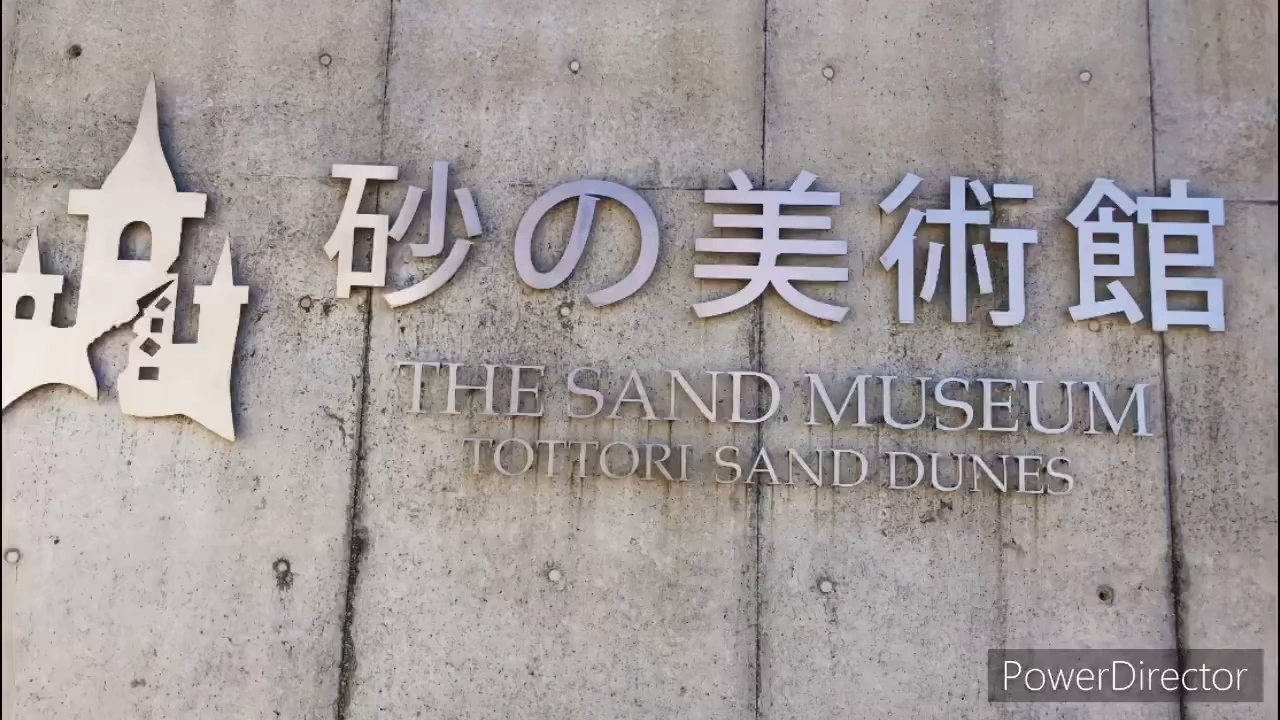 砂の美術館
THE SAND MUSEUM
TOTTORI SAND DUNES
PowerDirector